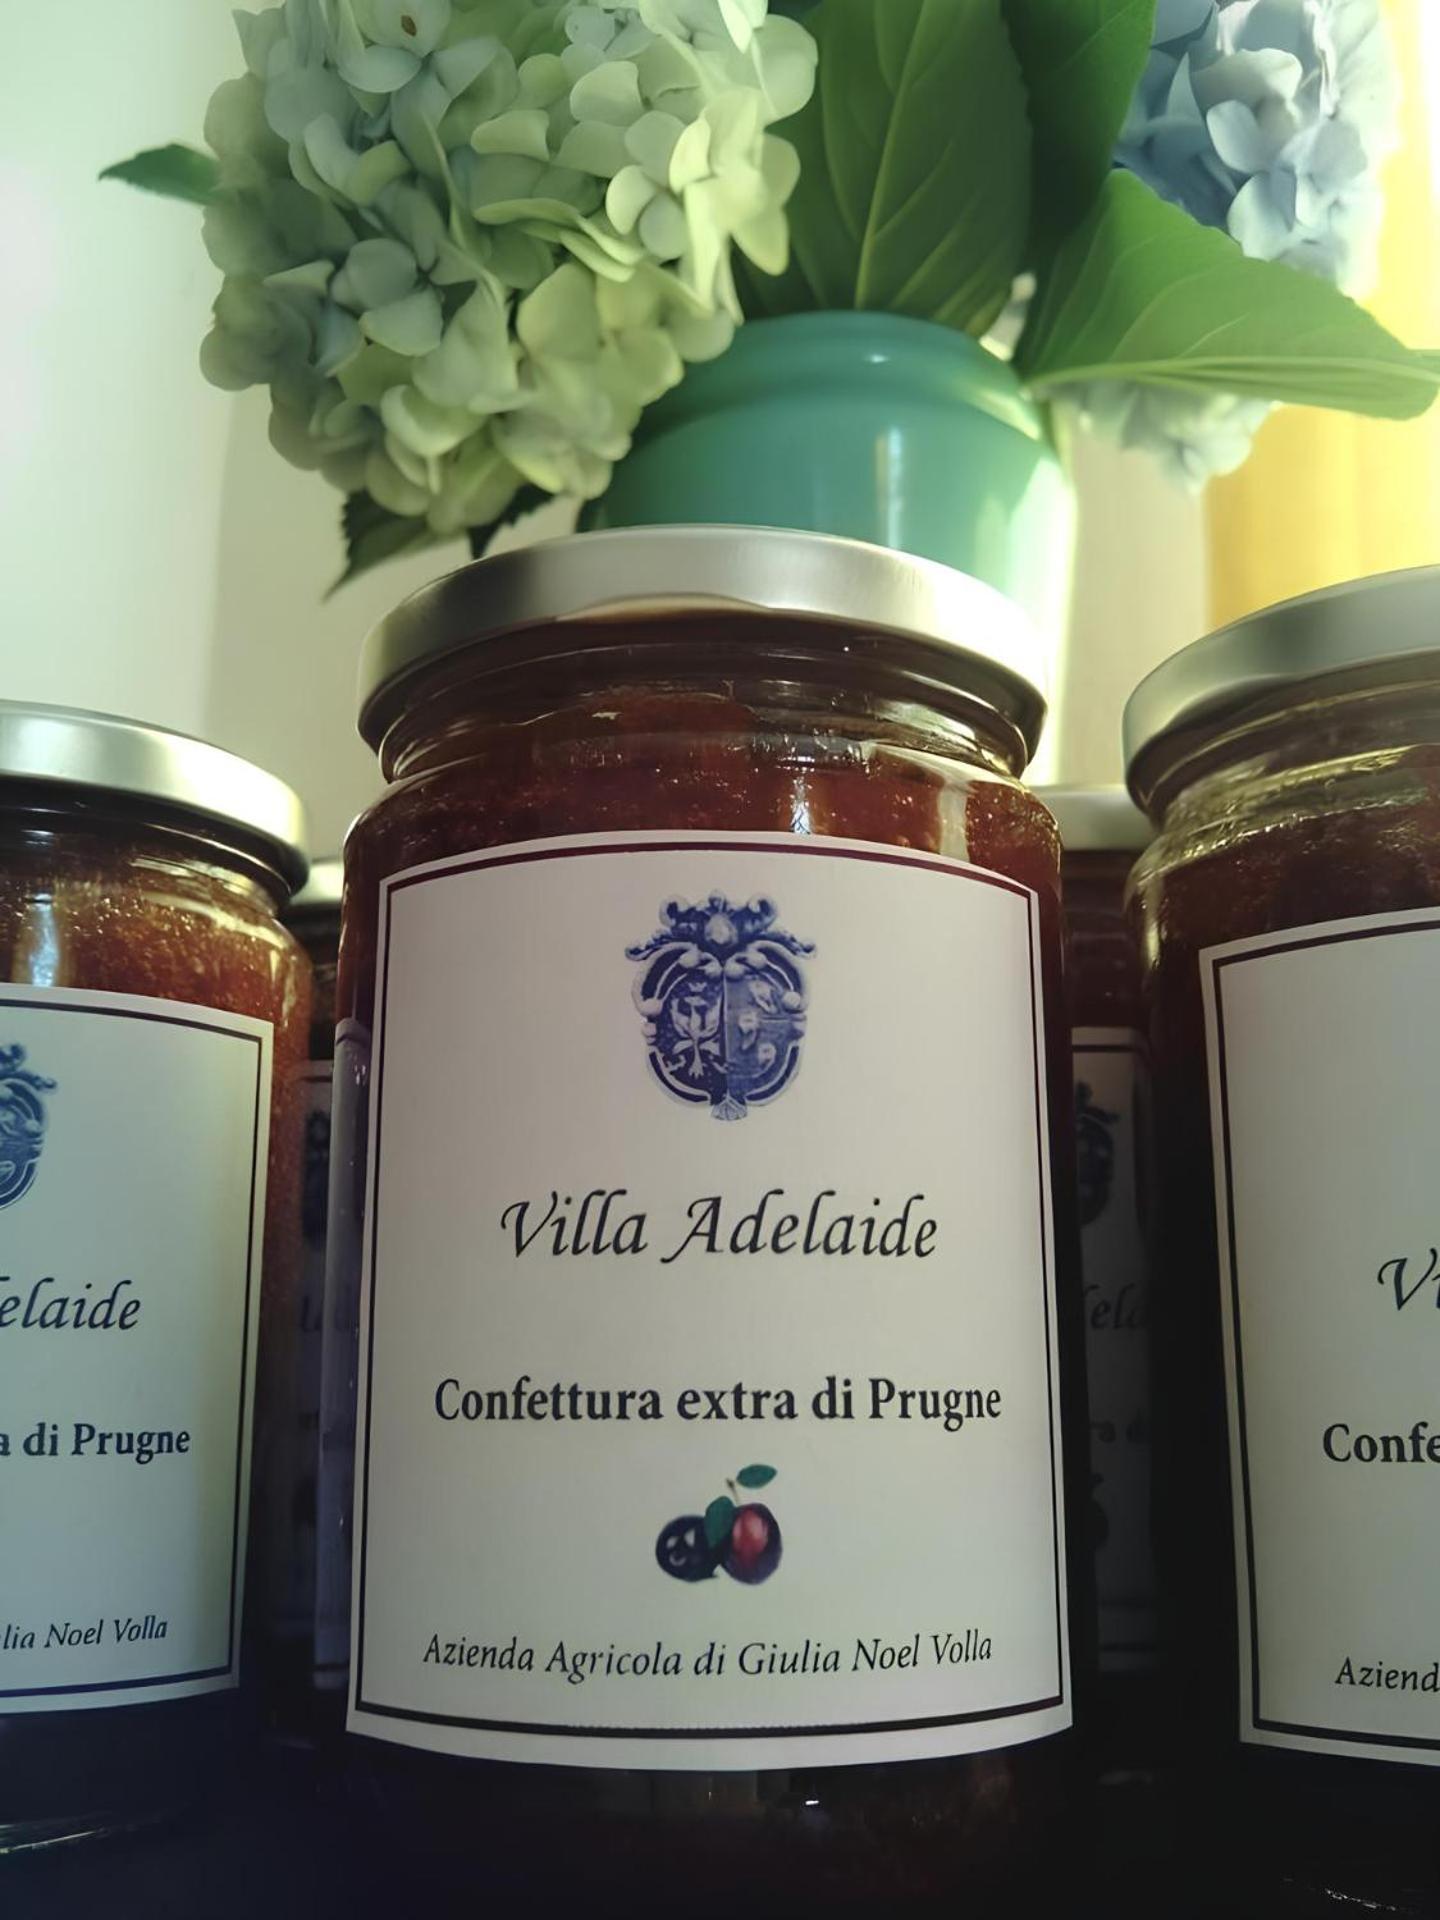 Villa Adelaide
Confettura extra di Prugne
Azienda Agricola di Giulia Noel Volla
elaide
a di Prugne
lia Noel Volla
Vi
Confe
Aziend
ela